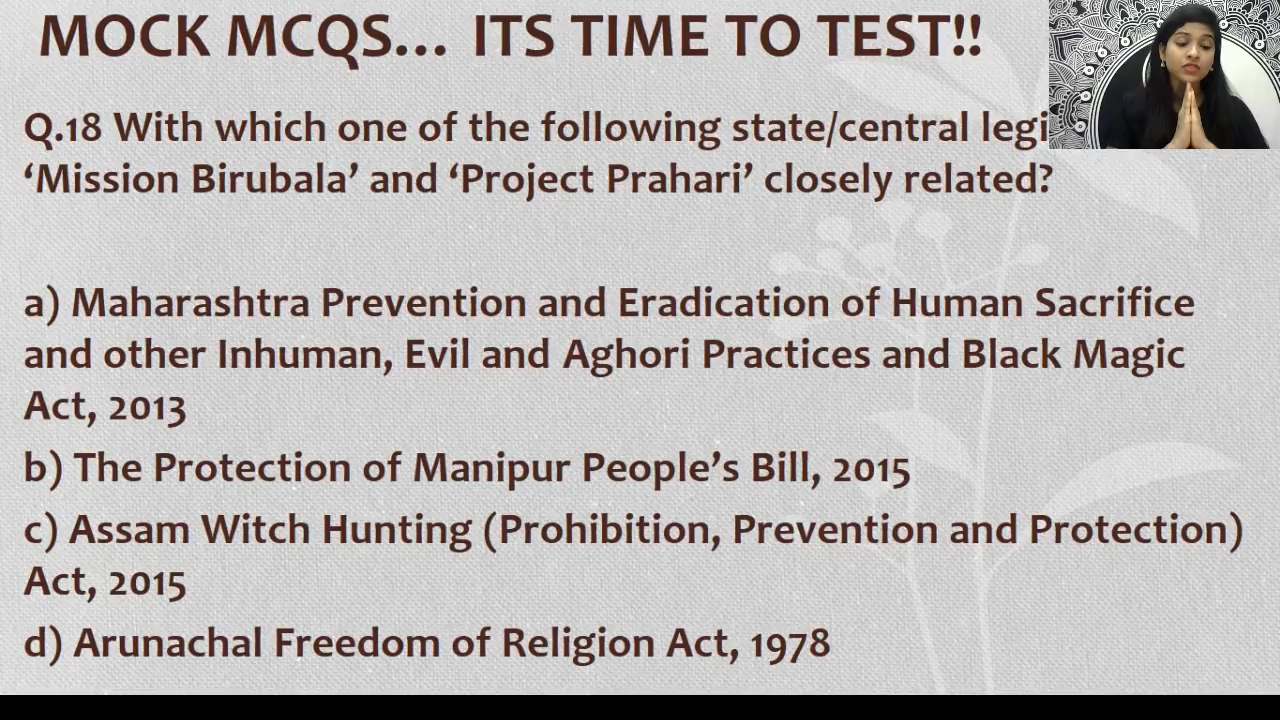 MOCK MCQS... ITS TIME TO TEST!!
Q.18 With which one of the following state/central legi
‘Mission Birubala’ and ‘Project Prahari’ closely related?
a) Maharashtra Prevention and Eradication of Human Sacrifice
and other Inhuman, Evil and Aghori Practices and Black Magic
Act, 2013
b) The Protection of Manipur People’s Bill, 2015
c) Assam Witch Hunting (Prohibition, Prevention and Protection)
Act, 2015
d) Arunachal Freedom of Religion Act, 1978